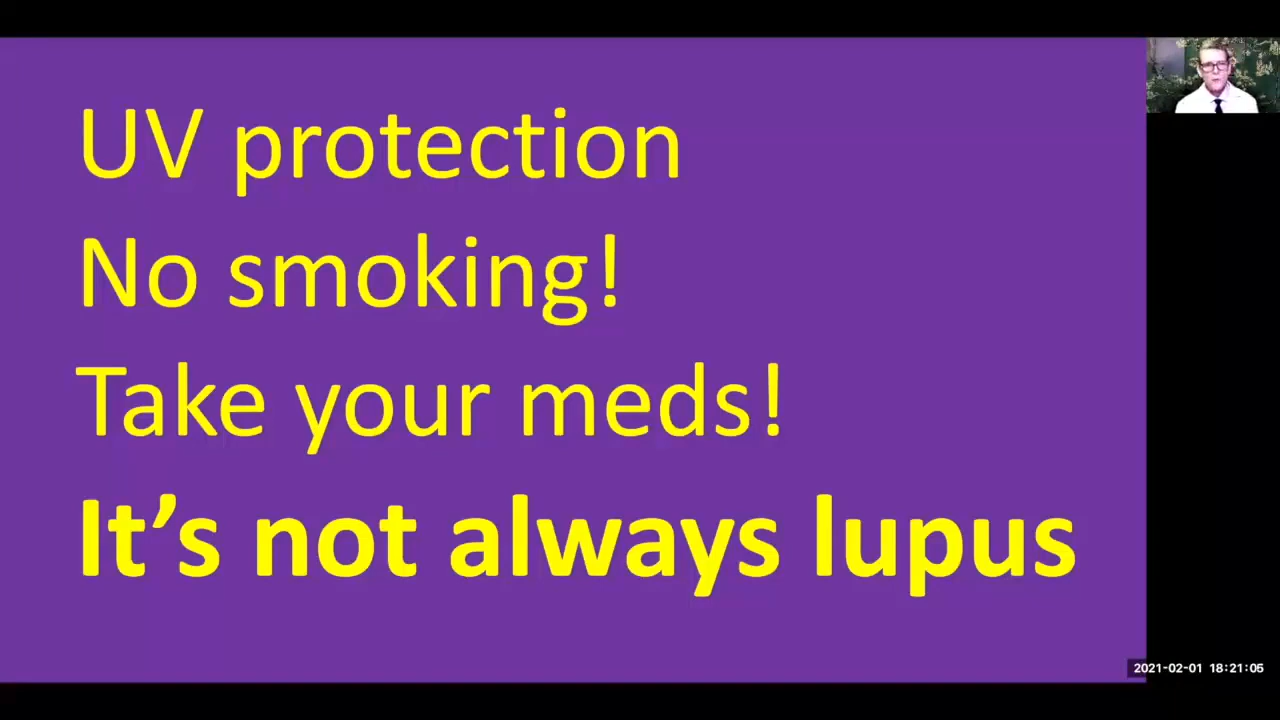 UV protection
No smoking!
Take your meds!
It’s not always lupus
2021-02-01 18:21:05